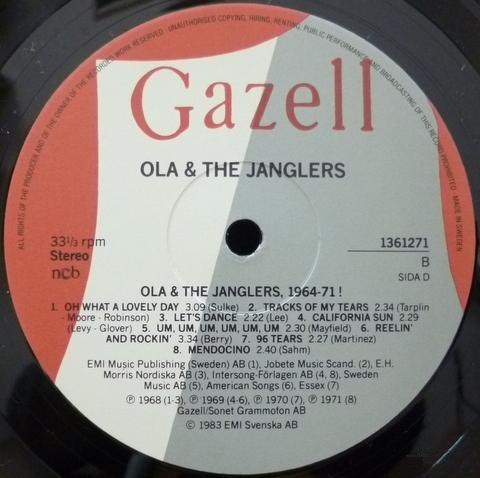 ALL RIGHTS OF THE PRODUCER AND OF THE OWNER OF THE RECORDED WORK RESERVED. UNAUTHORISED COPYING, HIRING, RENTING, PUBLIC PERFORMANCE AND BROADCASTING OF THIS RECORD PROHIBITED. MADE IN SWEDEN
Gazell
OLA & THE JANGLERS
33⅓ rpm
Stereo
ncb
1361271
B
SIDA D
OLA & THE JANGLERS, 1964-71 !
1. OH WHAT A LOVELY DAY 3.09 (Sulke) 2. TRACKS OF MY TEARS 2.34 (Tarplin
- Moore - Robinson) 3. LET'S DANCE 2.22 (Lee) 4. CALIFORNIA SUN 2.29
(Levy - Glover) 5. UM, UM, UM, UM, UM, UM 2.30 (Mayfield) 6. REELIN'
AND ROCKIN' 3.34 (Berry) 7. 96 TEARS 2.27 (Martinez)
8. MENDOCINO 2.40 (Sahm)
EMI Music Publishing (Sweden) AB (1), Jobete Music Scand. (2), E.H.
Morris Nordiska AB (3), Intersong-Förlagen AB (4, 8), Sweden
Music AB (5), American Songs (6), Essex (7)
℗ 1968 (1-3), ℗ 1969 (4-6), ℗ 1970 (7), ℗ 1971 (8)
Gazell/Sonet Grammofon AB
© 1983 EMI Svenska AB